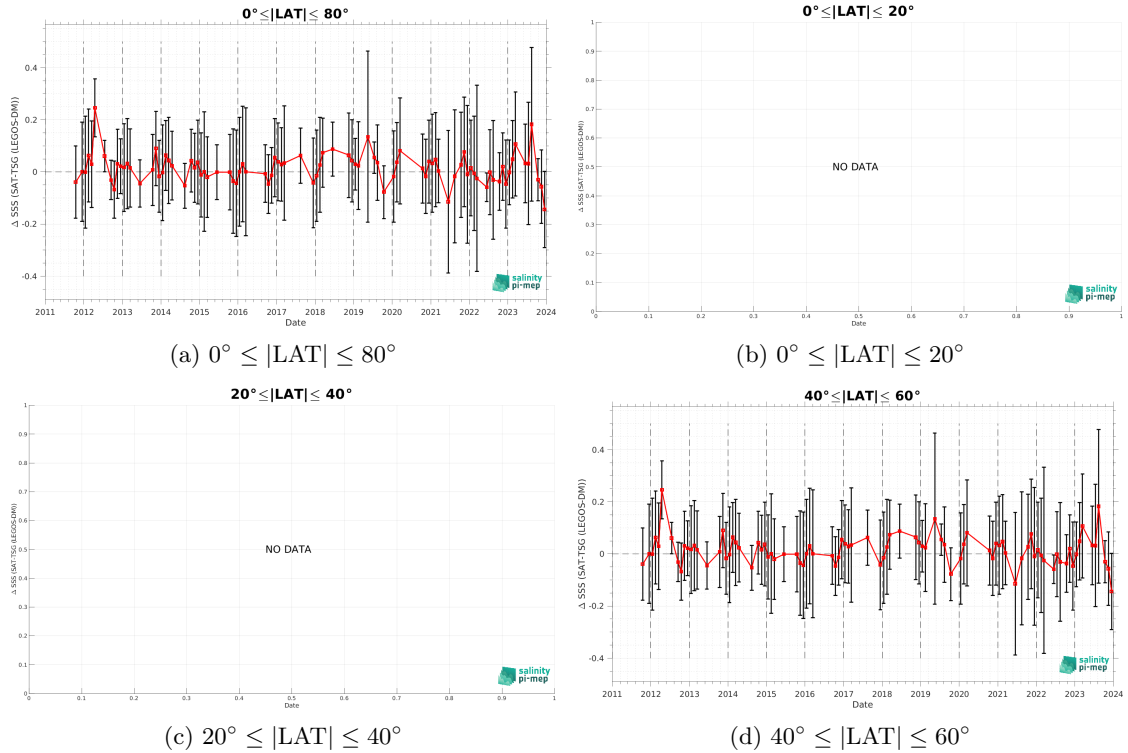 0°≤|LAT|≤ 80°
Δ SSS (SAT-TSG (LEGOS-DM))
0.4
0.2
0
-0.2
-0.4
2011 2012 2013 2014 2015 2016 2017 2018 2019 2020 2021 2022 2023 2024
Date
salinity
pi-mep
(a) 0° ≤ |LAT| ≤ 80°
0°≤|LAT|≤ 20°
Δ SSS (SAT-TSG (LEGOS-DM))
1
0.9
0.8
0.7
0.6
0.5
0.4
0.3
0.2
0.1
0
NO DATA
0 0.1 0.2 0.3 0.4 0.5 0.6 0.7 0.8 0.9 1
Date
salinity
pi-mep
(b) 0° ≤ |LAT| ≤ 20°
20°≤|LAT|≤ 40°
Δ SSS (SAT-TSG (LEGOS-DM))
1
0.9
0.8
0.7
0.6
0.5
0.4
0.3
0.2
0.1
0
NO DATA
0 0.1 0.2 0.3 0.4 0.5 0.6 0.7 0.8 0.9 1
Date
salinity
pi-mep
(c) 20° ≤ |LAT| ≤ 40°
40°≤|LAT|≤ 60°
Δ SSS (SAT-TSG (LEGOS-DM))
0.4
0.2
0
-0.2
-0.4
2011 2012 2013 2014 2015 2016 2017 2018 2019 2020 2021 2022 2023 2024
Date
salinity
pi-mep
(d) 40° ≤ |LAT| ≤ 60°